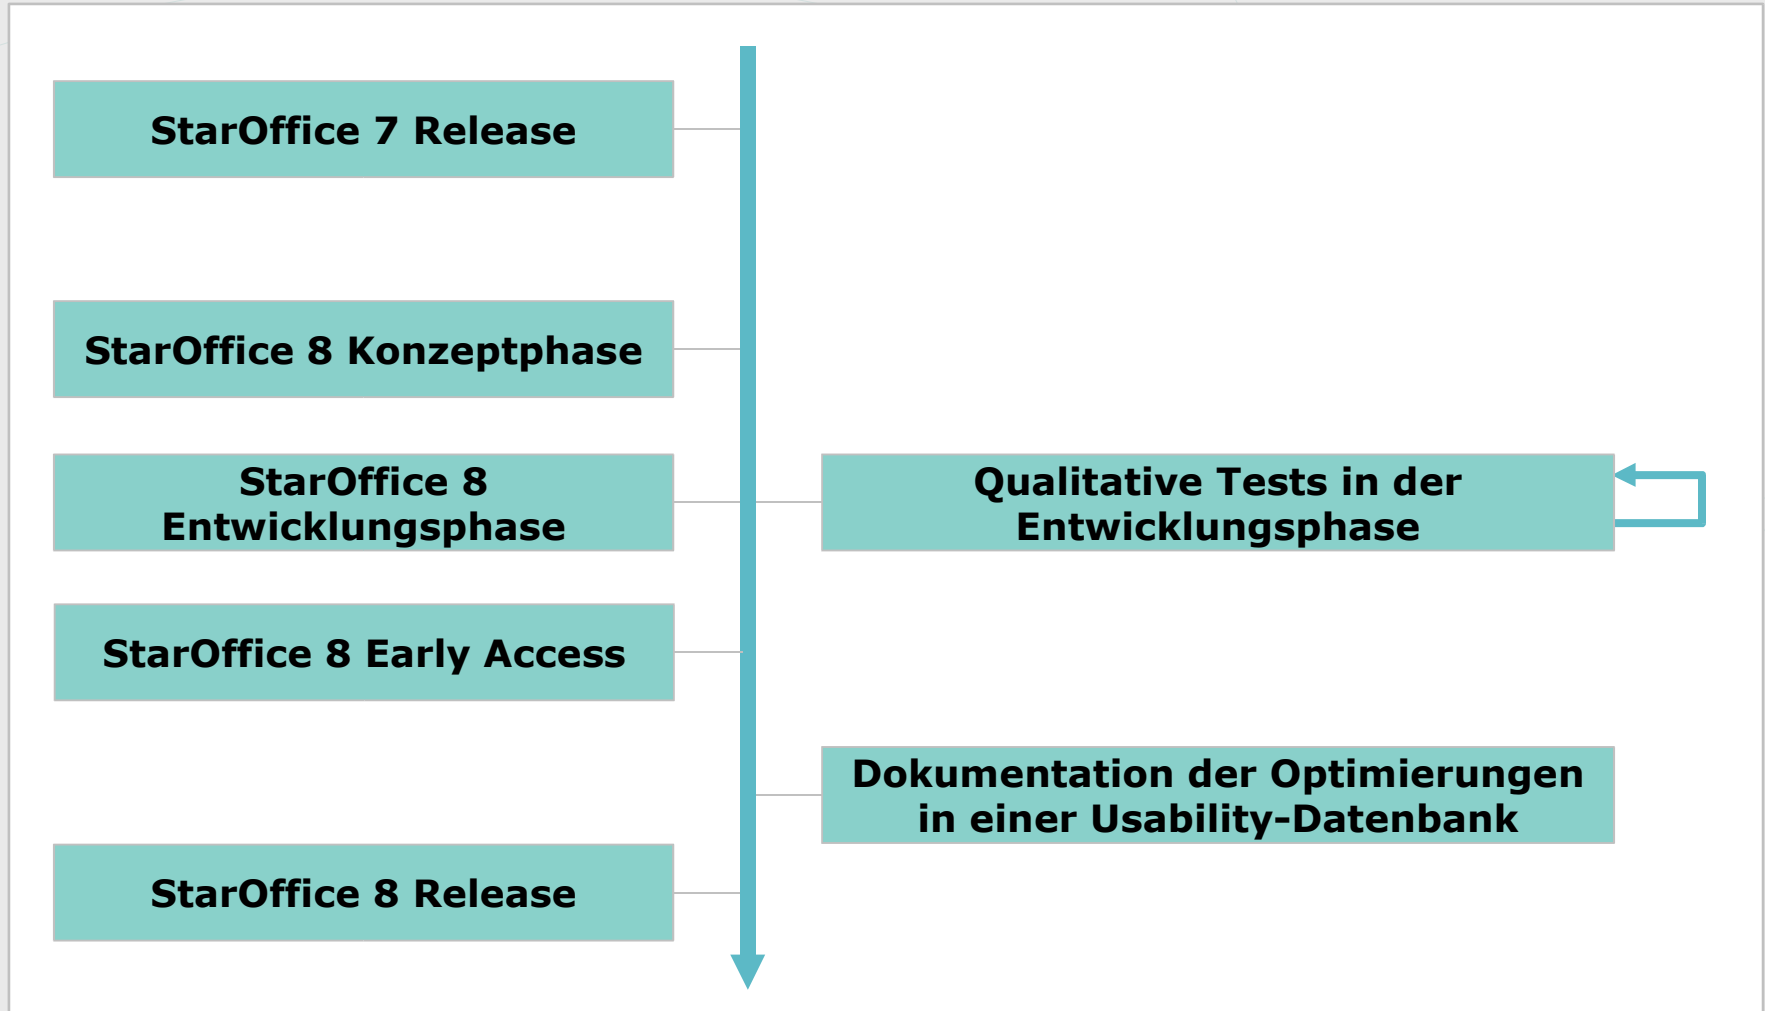 StarOffice 7 Release
StarOffice 8 Konzeptphase
StarOffice 8
Entwicklungsphase
Qualitative Tests in der
Entwicklungsphase
StarOffice 8 Early Access
Dokumentation der Optimierungen
in einer Usability-Datenbank
StarOffice 8 Release